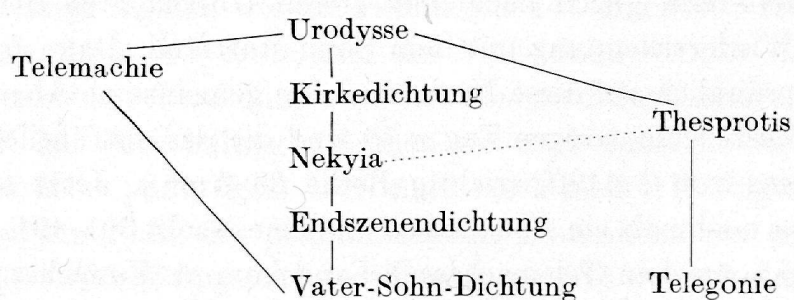 Urodysse
Telemachie
Kirkedichtung
Thesprotis
Nekyia
Endszenendichtung
Vater-Sohn-Dichtung Telegonie